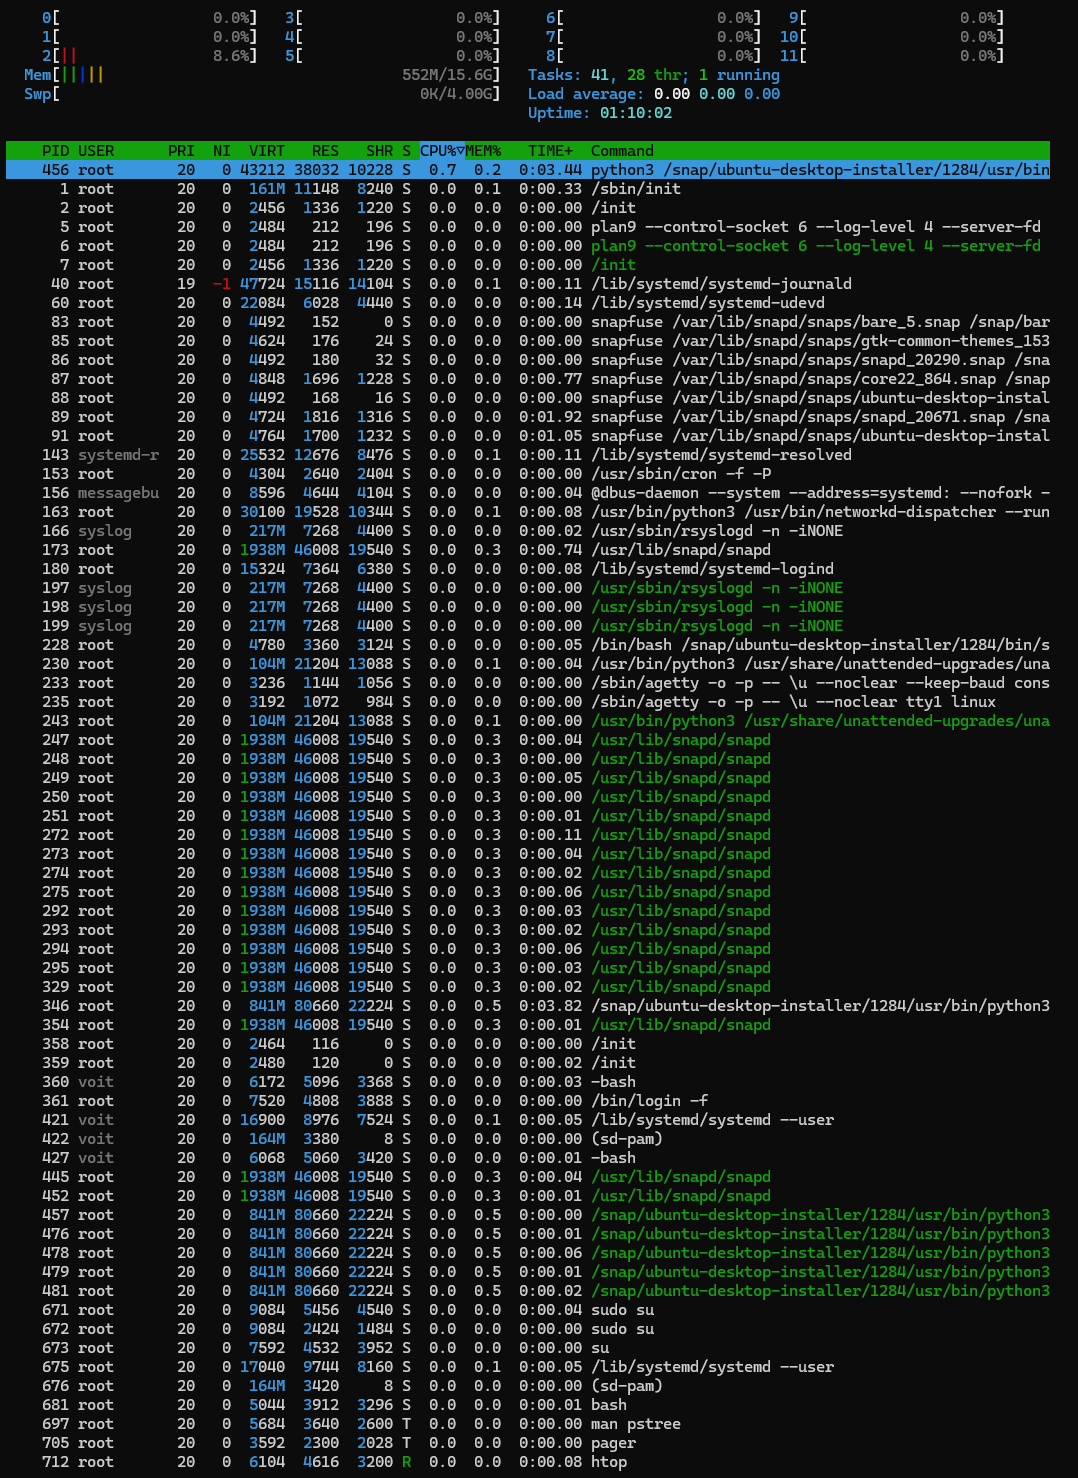 0[ 0.0%] 3[ 0.0%] 6[ 0.0%] 9[ 0.0%]
1[ 0.0%] 4[ 0.0%] 7[ 0.0%] 10[ 0.0%]
2[|| 8.6%] 5[ 0.0%] 8[ 0.0%] 11[ 0.0%]
Mem[||||| 552M/15.6G] Tasks: 41, 28 thr; 1 running
Swp[ 0K/4.00G] Load average: 0.00 0.00 0.00
Uptime: 01:10:02
PID USER PRI NI VIRT RES SHR S CPU%▽MEM% TIME+ Command
456 root 20 0 43212 38032 10228 S 0.7 0.2 0:03.44 python3 /snap/ubuntu-desktop-installer/1284/usr/bin
1 root 20 0 161M 11148 8240 S 0.0 0.1 0:00.33 /sbin/init
2 root 20 0 2456 1336 1220 S 0.0 0.0 0:00.00 /init
5 root 20 0 2484 212 196 S 0.0 0.0 0:00.00 plan9 --control-socket 6 --log-level 4 --server-fd
6 root 20 0 2484 212 196 S 0.0 0.0 0:00.00 plan9 --control-socket 6 --log-level 4 --server-fd
7 root 20 0 2456 1336 1220 S 0.0 0.0 0:00.00 /init
40 root 19 -1 47724 15116 14104 S 0.0 0.1 0:00.11 /lib/systemd/systemd-journald
60 root 20 0 22084 6028 4440 S 0.0 0.0 0:00.14 /lib/systemd/systemd-udevd
83 root 20 0 4492 152 0 S 0.0 0.0 0:00.00 snapfuse /var/lib/snapd/snaps/bare_5.snap /snap/bar
85 root 20 0 4624 176 24 S 0.0 0.0 0:00.00 snapfuse /var/lib/snapd/snaps/gtk-common-themes_153
86 root 20 0 4492 180 32 S 0.0 0.0 0:00.00 snapfuse /var/lib/snapd/snaps/snapd_20290.snap /sna
87 root 20 0 4848 1696 1228 S 0.0 0.0 0:00.77 snapfuse /var/lib/snapd/snaps/core22_864.snap /snap
88 root 20 0 4492 168 16 S 0.0 0.0 0:00.00 snapfuse /var/lib/snapd/snaps/ubuntu-desktop-instal
89 root 20 0 4724 1816 1316 S 0.0 0.0 0:01.92 snapfuse /var/lib/snapd/snaps/snapd_20671.snap /sna
91 root 20 0 4764 1700 1232 S 0.0 0.0 0:01.05 snapfuse /var/lib/snapd/snaps/ubuntu-desktop-instal
143 systemd-r 20 0 25532 12676 8476 S 0.0 0.1 0:00.11 /lib/systemd/systemd-resolved
153 root 20 0 4304 2640 2404 S 0.0 0.0 0:00.00 /usr/sbin/cron -f -P
156 messagebu 20 0 8596 4644 4104 S 0.0 0.0 0:00.04 @dbus-daemon --system --address=systemd: --nofork -
163 root 20 0 30100 19528 10344 S 0.0 0.1 0:00.08 /usr/bin/python3 /usr/bin/networkd-dispatcher --run
166 syslog 20 0 217M 7268 4400 S 0.0 0.0 0:00.02 /usr/sbin/rsyslogd -n -iNONE
173 root 20 0 1938M 46008 19540 S 0.0 0.3 0:00.74 /usr/lib/snapd/snapd
180 root 20 0 15324 7364 6380 S 0.0 0.0 0:00.08 /lib/systemd/systemd-logind
197 syslog 20 0 217M 7268 4400 S 0.0 0.0 0:00.00 /usr/sbin/rsyslogd -n -iNONE
198 syslog 20 0 217M 7268 4400 S 0.0 0.0 0:00.00 /usr/sbin/rsyslogd -n -iNONE
199 syslog 20 0 217M 7268 4400 S 0.0 0.0 0:00.00 /usr/sbin/rsyslogd -n -iNONE
228 root 20 0 4780 3360 3124 S 0.0 0.0 0:00.05 /bin/bash /snap/ubuntu-desktop-installer/1284/bin/s
230 root 20 0 104M 21204 13088 S 0.0 0.1 0:00.04 /usr/bin/python3 /usr/share/unattended-upgrades/una
233 root 20 0 3236 1144 1056 S 0.0 0.0 0:00.00 /sbin/agetty -o -p -- \u --noclear --keep-baud cons
235 root 20 0 3192 1072 984 S 0.0 0.0 0:00.00 /sbin/agetty -o -p -- \u --noclear tty1 linux
243 root 20 0 104M 21204 13088 S 0.0 0.1 0:00.00 /usr/bin/python3 /usr/share/unattended-upgrades/una
247 root 20 0 1938M 46008 19540 S 0.0 0.3 0:00.04 /usr/lib/snapd/snapd
248 root 20 0 1938M 46008 19540 S 0.0 0.3 0:00.00 /usr/lib/snapd/snapd
249 root 20 0 1938M 46008 19540 S 0.0 0.3 0:00.05 /usr/lib/snapd/snapd
250 root 20 0 1938M 46008 19540 S 0.0 0.3 0:00.00 /usr/lib/snapd/snapd
251 root 20 0 1938M 46008 19540 S 0.0 0.3 0:00.01 /usr/lib/snapd/snapd
272 root 20 0 1938M 46008 19540 S 0.0 0.3 0:00.11 /usr/lib/snapd/snapd
273 root 20 0 1938M 46008 19540 S 0.0 0.3 0:00.04 /usr/lib/snapd/snapd
274 root 20 0 1938M 46008 19540 S 0.0 0.3 0:00.02 /usr/lib/snapd/snapd
275 root 20 0 1938M 46008 19540 S 0.0 0.3 0:00.06 /usr/lib/snapd/snapd
292 root 20 0 1938M 46008 19540 S 0.0 0.3 0:00.03 /usr/lib/snapd/snapd
293 root 20 0 1938M 46008 19540 S 0.0 0.3 0:00.02 /usr/lib/snapd/snapd
294 root 20 0 1938M 46008 19540 S 0.0 0.3 0:00.06 /usr/lib/snapd/snapd
295 root 20 0 1938M 46008 19540 S 0.0 0.3 0:00.03 /usr/lib/snapd/snapd
329 root 20 0 1938M 46008 19540 S 0.0 0.3 0:00.02 /usr/lib/snapd/snapd
346 root 20 0 841M 80660 22224 S 0.0 0.5 0:03.82 /snap/ubuntu-desktop-installer/1284/usr/bin/python3
354 root 20 0 1938M 46008 19540 S 0.0 0.3 0:00.01 /usr/lib/snapd/snapd
358 root 20 0 2464 116 0 S 0.0 0.0 0:00.00 /init
359 root 20 0 2480 120 0 S 0.0 0.0 0:00.02 /init
360 voit 20 0 6172 5096 3368 S 0.0 0.0 0:00.03 -bash
361 root 20 0 7520 4808 3888 S 0.0 0.0 0:00.00 /bin/login -f
421 voit 20 0 16900 8976 7524 S 0.0 0.1 0:00.05 /lib/systemd/systemd --user
422 voit 20 0 164M 3380 8 S 0.0 0.0 0:00.00 (sd-pam)
427 voit 20 0 6068 5060 3420 S 0.0 0.0 0:00.01 -bash
445 root 20 0 1938M 46008 19540 S 0.0 0.3 0:00.04 /usr/lib/snapd/snapd
452 root 20 0 1938M 46008 19540 S 0.0 0.3 0:00.01 /usr/lib/snapd/snapd
457 root 20 0 841M 80660 22224 S 0.0 0.5 0:00.00 /snap/ubuntu-desktop-installer/1284/usr/bin/python3
476 root 20 0 841M 80660 22224 S 0.0 0.5 0:00.01 /snap/ubuntu-desktop-installer/1284/usr/bin/python3
478 root 20 0 841M 80660 22224 S 0.0 0.5 0:00.06 /snap/ubuntu-desktop-installer/1284/usr/bin/python3
479 root 20 0 841M 80660 22224 S 0.0 0.5 0:00.01 /snap/ubuntu-desktop-installer/1284/usr/bin/python3
481 root 20 0 841M 80660 22224 S 0.0 0.5 0:00.02 /snap/ubuntu-desktop-installer/1284/usr/bin/python3
671 root 20 0 9084 5456 4540 S 0.0 0.0 0:00.04 sudo su
672 root 20 0 9084 2424 1484 S 0.0 0.0 0:00.00 sudo su
673 root 20 0 7592 4532 3952 S 0.0 0.0 0:00.00 su
675 root 20 0 17040 9744 8160 S 0.0 0.1 0:00.05 /lib/systemd/systemd --user
676 root 20 0 164M 3420 8 S 0.0 0.0 0:00.00 (sd-pam)
681 root 20 0 5044 3912 3296 S 0.0 0.0 0:00.01 bash
697 root 20 0 5684 3640 2600 T 0.0 0.0 0:00.00 man pstree
705 root 20 0 3592 2300 2028 T 0.0 0.0 0:00.00 pager
712 root 20 0 6104 4616 3200 R 0.0 0.0 0:00.08 htop